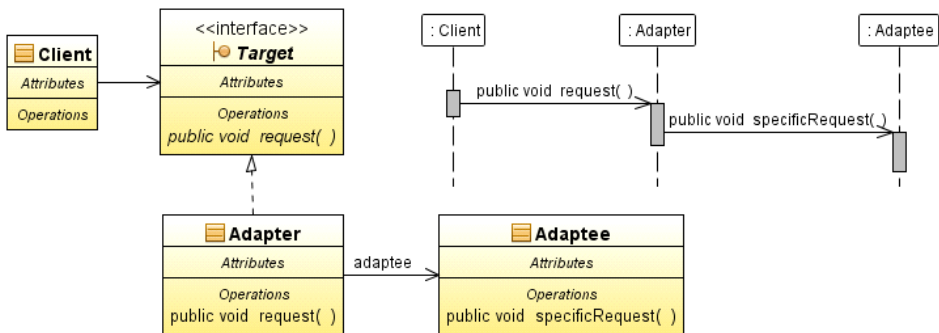 Client
Attributes
Operations
<<interface>>
Target
Attributes
Operations
public void request( )
Adapter
Attributes
Operations
public void request( )
adaptee
Adaptee
Attributes
Operations
public void specificRequest( )
: Client
: Adapter
: Adaptee
public void request( )
public void specificRequest( )